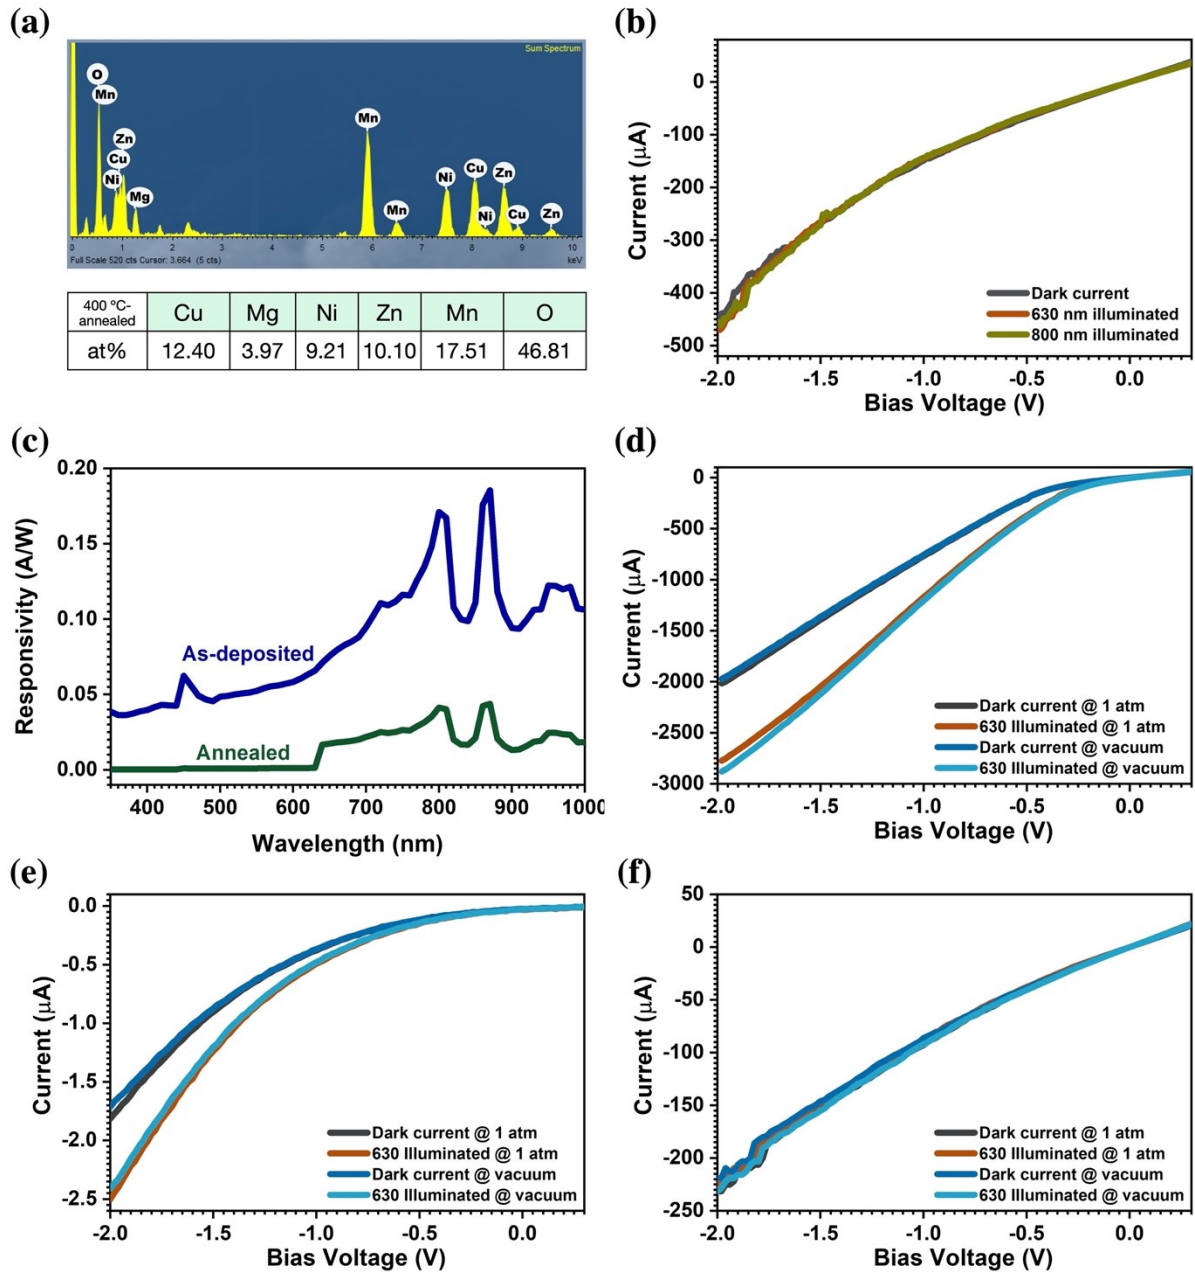 (a)
Sum Spectrum
O
Mn
Zn
Cu
Ni
Mg
Mn
Mn
Ni
Cu
Ni
Zn
Cu
Zn
0 1 2 3 4 5 6 7 8 9 10
Full Scale 520 cts Cursor: 3.664 (5 cts)
keV
400 ºC-
annealed
Cu Mg Ni Zn Mn O
at% 12.40 3.97 9.21 10.10 17.51 46.81
(b)
Current (μA)
0
-100
-200
-300
-400
-500
Dark current
630 nm illuminated
800 nm illuminated
-2.0 -1.5 -1.0 -0.5 0.0
Bias Voltage (V)
(c)
Responsivity (A/W)
0.20
0.15
0.10
0.05
0.00
As-deposited
Annealed
400 500 600 700 800 900 1000
Wavelength (nm)
(d)
Current (μA)
0
-500
-1000
-1500
-2000
-2500
-3000
Dark current @ 1 atm
630 Illuminated @ 1 atm
Dark current @ vacuum
630 Illuminated @ vacuum
-2.0 -1.5 -1.0 -0.5 0.0
Bias Voltage (V)
(e)
Current (μA)
0.0
-0.5
-1.0
-1.5
-2.0
-2.5
Dark current @ 1 atm
630 Illuminated @ 1 atm
Dark current @ vacuum
630 Illuminated @ vacuum
-2.0 -1.5 -1.0 -0.5 0.0
Bias Voltage (V)
(f)
Current (μA)
50
0
-50
-100
-150
-200
-250
Dark current @ 1 atm
630 Illuminated @ 1 atm
Dark current @ vacuum
630 Illuminated @ vacuum
-2.0 -1.5 -1.0 -0.5 0.0
Bias Voltage (V)